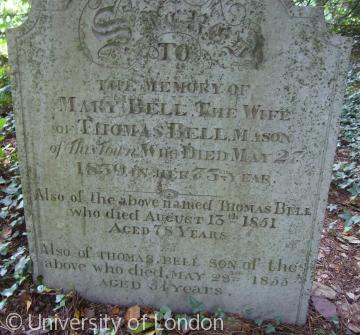 Sacred
TO
THE MEMORY OF
MARY BELL, THE WIFE
OF THOMAS BELL, MASON
of This Town, WHO DIED MAY 27
1839 IN HER 73 YEAR.
Also of the above named THOMAS BELL
who died AUGUST 13th 1851
AGED 78 YEARS
Also of THOMAS, BELL SON of the
above who died, MAY 28th 1855
AGED 34 YEARS.
©University of London